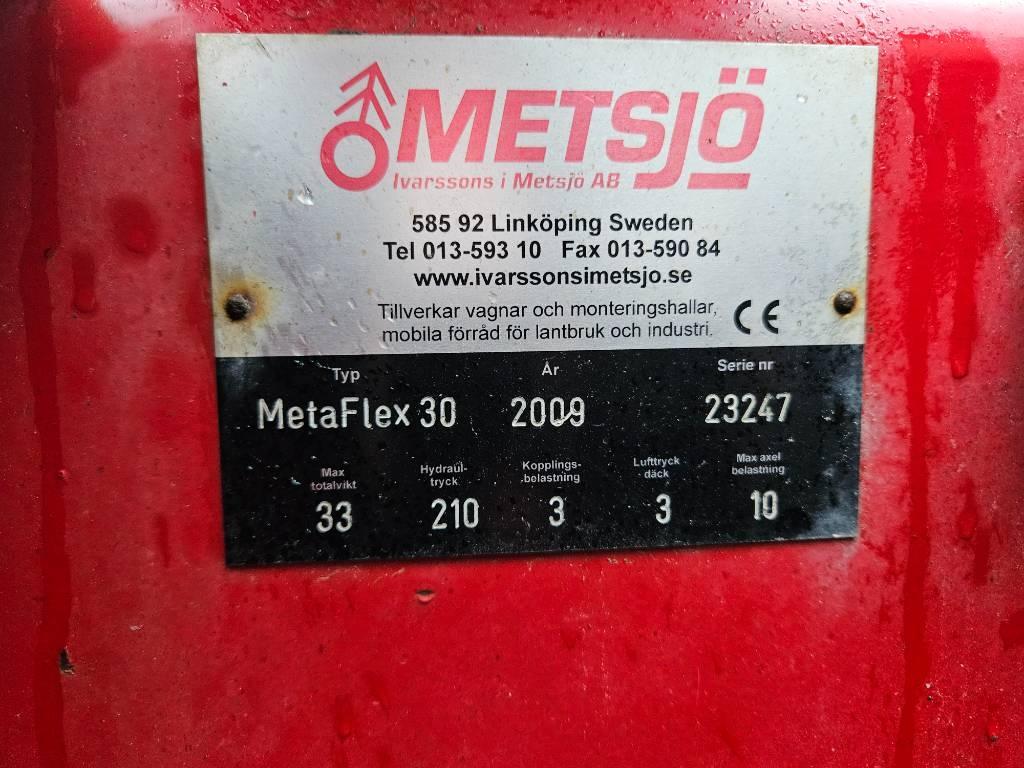 METSJÖ
Ivarssons i Metsjö AB
585 92 Linköping Sweden
Tel 013-593 10 Fax 013-590 84
www.ivarssonsimetsjo.se
Tillverkar vagnar och monteringshallar,
mobila förråd för lantbruk och industri.
CE
Typ År Serie nr
MetaFlex 30 2009 23247
Max totalvikt Hydraul-tryck Kopplings-belastning Lufttryck däck Max axel belastning
33 210 3 3 10